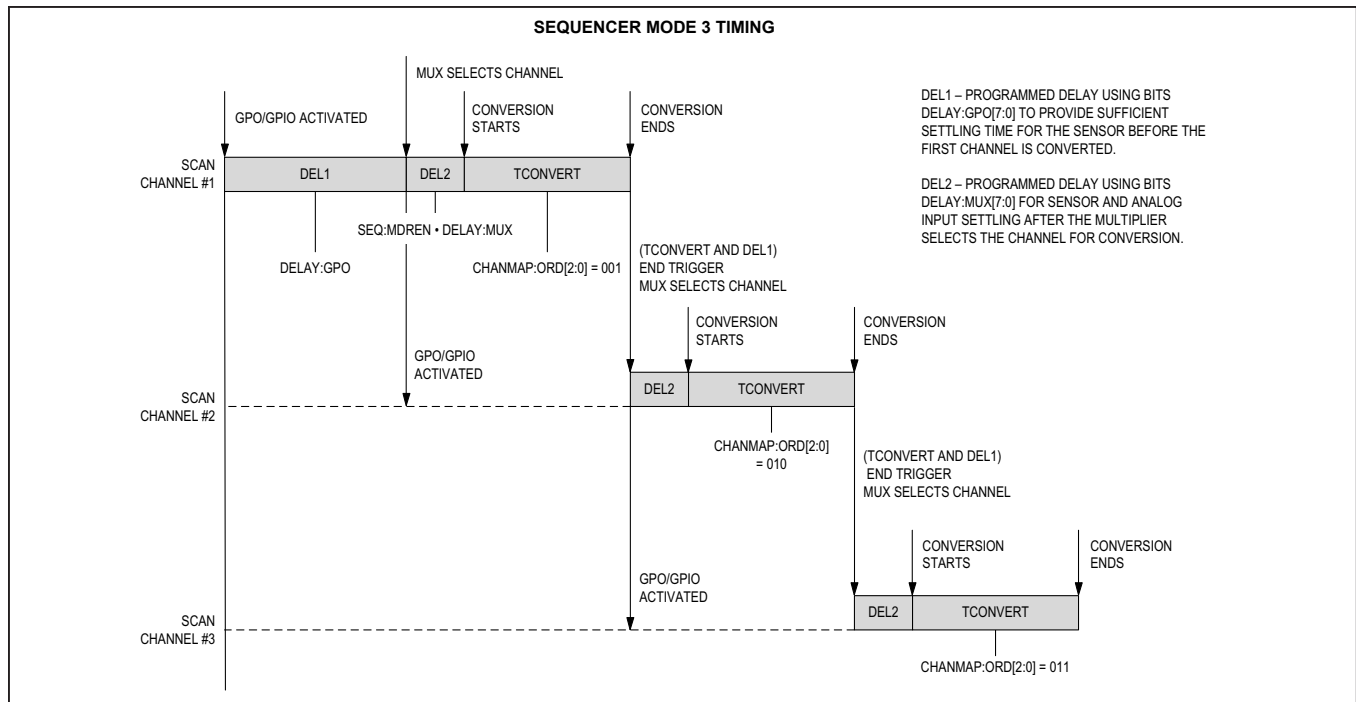 SEQUENCER MODE 3 TIMING
MUX SELECTS CHANNEL
GPO/GPIO ACTIVATED
CONVERSION
STARTS
CONVERSION
ENDS
DEL1 – PROGRAMMED DELAY USING BITS
DELAY:GPO[7:0] TO PROVIDE SUFFICIENT
SETTLING TIME FOR THE SENSOR BEFORE THE
FIRST CHANNEL IS CONVERTED.
DEL2 – PROGRAMMED DELAY USING BITS
DELAY:MUX[7:0] FOR SENSOR AND ANALOG
INPUT SETTLING AFTER THE MULTIPLIER
SELECTS THE CHANNEL FOR CONVERSION.
SCAN
CHANNEL #1
DEL1
DEL2
TCONVERT
SEQ:MDREN • DELAY:MUX
DELAY:GPO
CHANMAP:ORD[2:0] = 001
(TCONVERT AND DEL1)
END TRIGGER
MUX SELECTS CHANNEL
CONVERSION
STARTS
CONVERSION
ENDS
GPO/GPIO
ACTIVATED
SCAN
CHANNEL #2
DEL2
TCONVERT
CHANMAP:ORD[2:0]
= 010
(TCONVERT AND DEL1)
END TRIGGER
MUX SELECTS CHANNEL
CONVERSION
STARTS
CONVERSION
ENDS
GPO/GPIO
ACTIVATED
SCAN
CHANNEL #3
DEL2
TCONVERT
CHANMAP:ORD[2:0] = 011